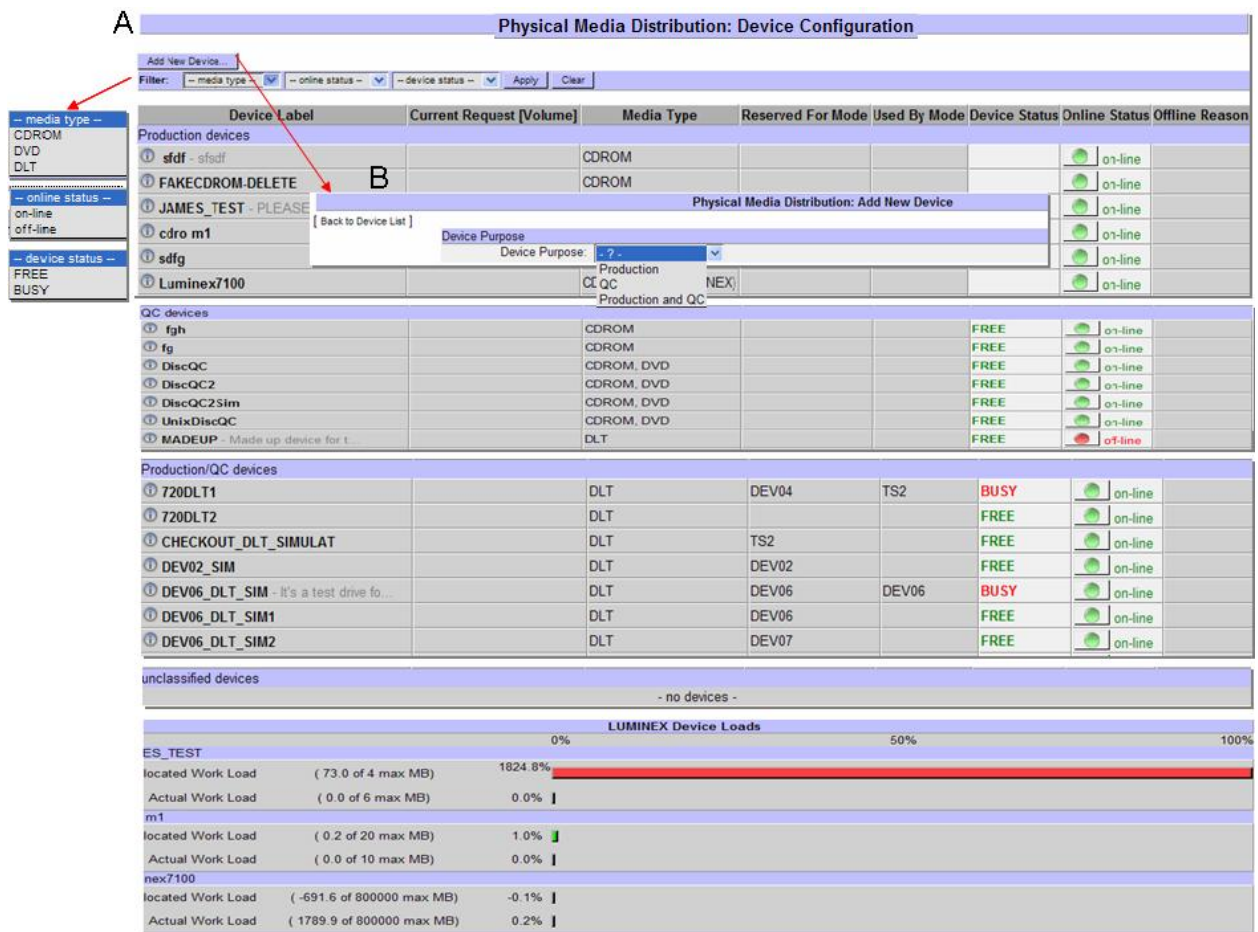 A
Physical Media Distribution: Device Configuration
Add New Device...
Filter: -- media type -- -- online status -- -- device status -- Apply Clear
-- media type --
CDROM
DVD
DLT
-- online status --
on-line
off-line
-- device status --
FREE
BUSY
Device Label Current Request [Volume] Media Type Reserved For Mode Used By Mode Device Status Online Status Offline Reason
Production devices
sfdf - sfsdf CDROM on-line
FAKECDROM-DELETE CDROM on-line
JAMES_TEST - PLEASE on-line
cdro m1 on-line
sdfg on-line
Luminex7100 NEX) on-line
B
Physical Media Distribution: Add New Device
[ Back to Device List ]
Device Purpose
Device Purpose: - ? -
Production
QC
Production and QC
QC devices
fgh CDROM FREE on-line
fg CDROM FREE on-line
DiscQC CDROM, DVD FREE on-line
DiscQC2 CDROM, DVD FREE on-line
DiscQC2Sim CDROM, DVD FREE on-line
UnixDiscQC CDROM, DVD FREE on-line
MADEUP - Made up device for t... DLT FREE off-line
Production/QC devices
720DLT1 DLT DEV04 TS2 BUSY on-line
720DLT2 DLT FREE on-line
CHECKOUT_DLT_SIMULAT DLT TS2 FREE on-line
DEV02_SIM DLT DEV02 FREE on-line
DEV06_DLT_SIM - It's a test drive fo... DLT DEV06 DEV06 BUSY on-line
DEV06_DLT_SIM1 DLT DEV06 FREE on-line
DEV06_DLT_SIM2 DLT DEV07 FREE on-line
unclassified devices
- no devices -
LUMINEX Device Loads
0% 50% 100%
ES_TEST
located Work Load ( 73.0 of 4 max MB) 1824.8%
Actual Work Load ( 0.0 of 6 max MB) 0.0%
m1
located Work Load ( 0.2 of 20 max MB) 1.0%
Actual Work Load ( 0.0 of 10 max MB) 0.0%
nex7100
located Work Load ( -691.6 of 800000 max MB) -0.1%
Actual Work Load ( 1789.9 of 800000 max MB) 0.2%